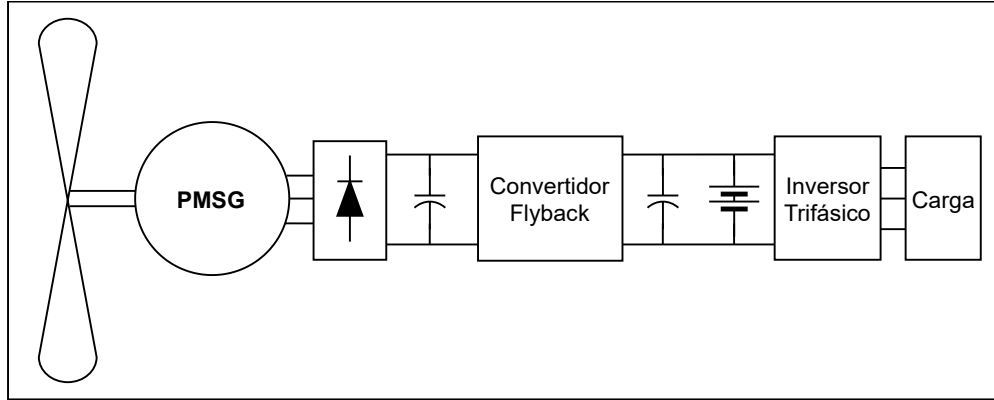 PMSG
Convertidor
Flyback
Inversor
Trifásico
Carga